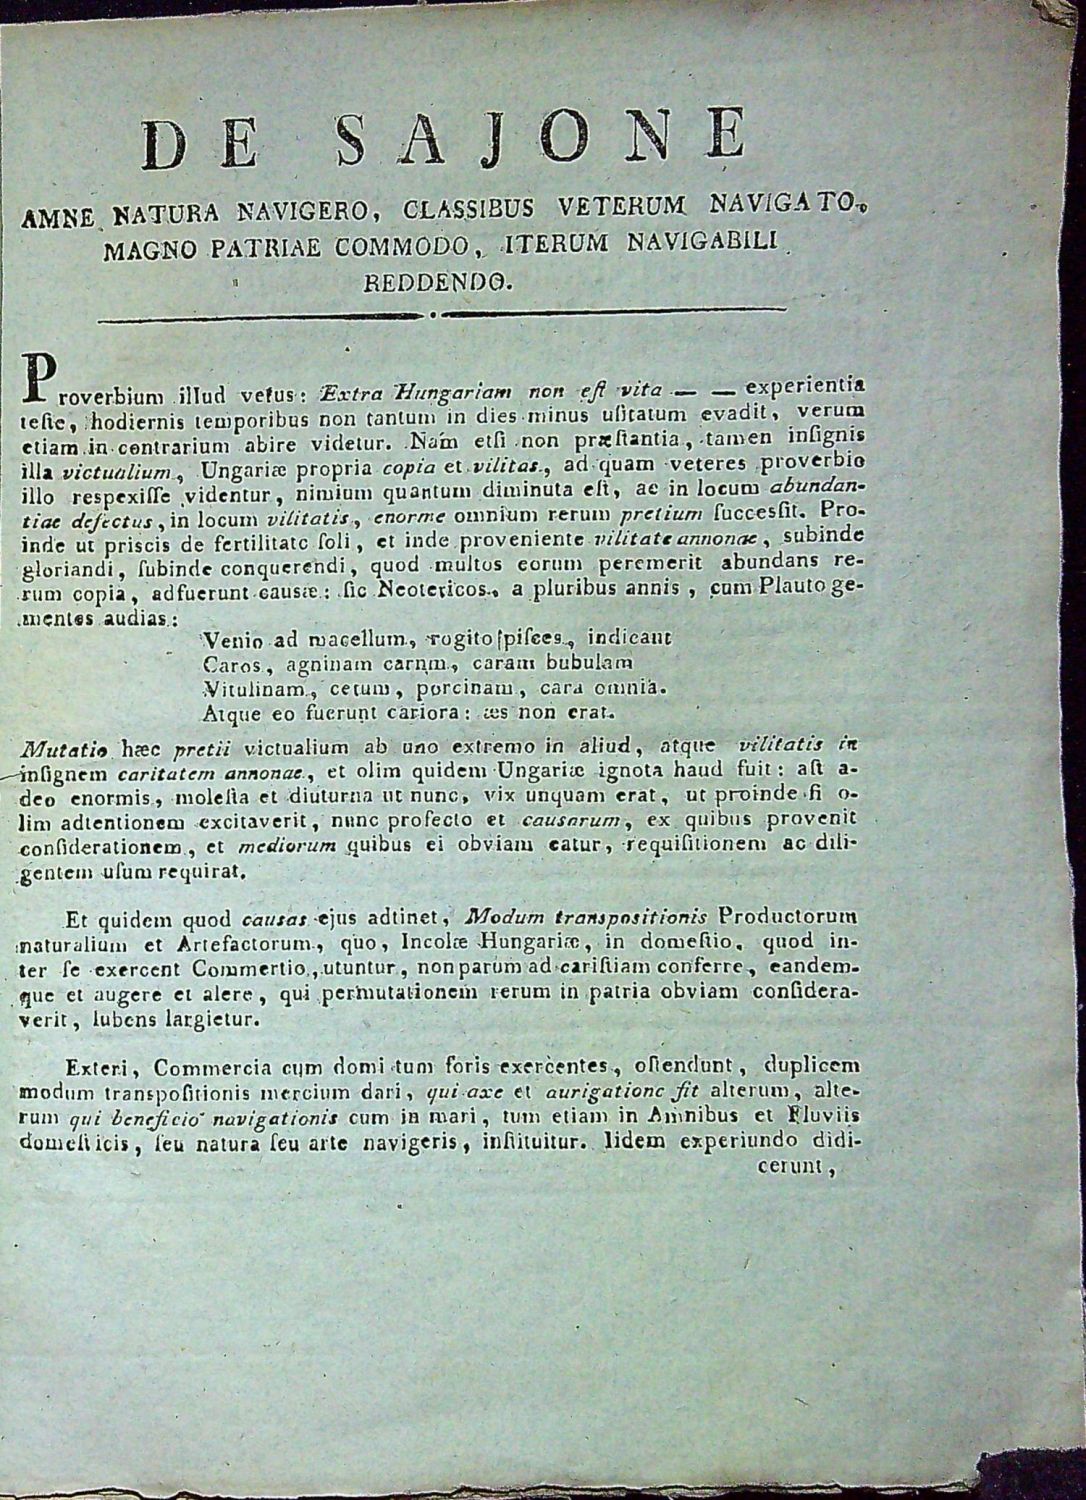 DE SAJONE
AMNE NATURA NAVIGERO, CLASSIBUS VETERUM NAVIGATO,
MAGNO PATRIAE COMMODO, ITERUM NAVIGABILI
REDDENDO.
Proverbium illud vetus: Extra Hungariam non eſt vita — — experientia
teſte, hodiernis temporibus non tantum in dies minus uſitatum evadit, verum
etiam in contrarium abire videtur. Nam etſi non præſtantia, tamen inſignis
illa victualium, Ungariæ propria copia et vilitas, ad quam veteres proverbio
illo respexiſſe videntur, nimium quantum diminuta eſt, ac in locum abundan-
tiae defectus, in locum vilitatis, enorme omnium rerum pretium ſucceſſit. Pro-
inde ut priscis de fertilitate ſoli, et inde proveniente vilitate annonae, subinde
gloriandi, ſubinde conquerendi, quod multos eorum peremerit abundans re-
rum copia, adfuerunt causæ: ſic Neotericos, a pluribus annis, cum Plauto ge-
mentes audias:
Venio ad macellum, rogito piſces, indicant
Caros, agninam carnm, caram bubulam
Vitulinam, cetum, porcinam, cara omnia.
Atque eo fuerunt cariora: æs non erat.
Mutatio hæc pretii victualium ab uno extremo in aliud, atque vilitatis in
inſignem caritatem annonae, et olim quidem Ungariæ ignota haud fuit: aſt a-
deo enormis, moleſta et diuturna ut nunc, vix unquam erat, ut proinde ſi o-
lim adtentionem excitaverit, nunc profecto et causarum, ex quibus provenit
conſiderationem, et mediorum quibus ei obviam eatur, requiſitionem ac dili-
gentem uſum requirat.
Et quidem quod causas ejus adtinet, Modum transpositionis Productorum
naturalium et Artefactorum, quo, Incolæ Hungariæ, in domeſtio, quod in-
ter ſe exercent Commertio, utuntur, non parum ad cariſtiam conferre, eandem-
que et augere et alere, qui permutationem rerum in patria obviam conſidera-
verit, lubens largietur.
Exteri, Commercia cum domi tum foris exercentes, oſtendunt, duplicem
modum transpoſitionis mercium dari, qui axe et aurigatione fit alterum, alte-
rum qui beneficio navigationis cum in mari, tum etiam in Amnibus et Fluviis
domeſticis, ſeu natura ſeu arte navigeris, inſtituitur. Iidem experiundo didi-
cerunt,